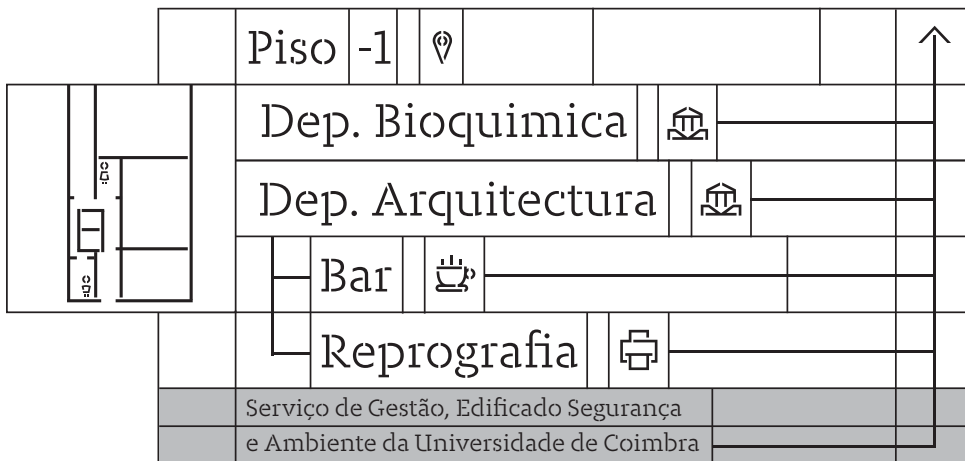 Piso -1
Dep. Bioquimica
Dep. Arquitectura
Bar
Reprografia
Serviço de Gestão, Edificado Segurança
e Ambiente da Universidade de Coimbra